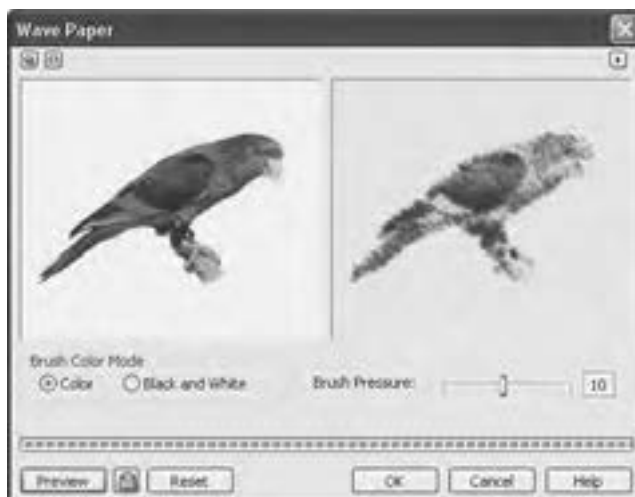 Wave Paper
Brush Color Mode
Color Black and White Brush Pressure: 10
Preview Reset OK Cancel Help